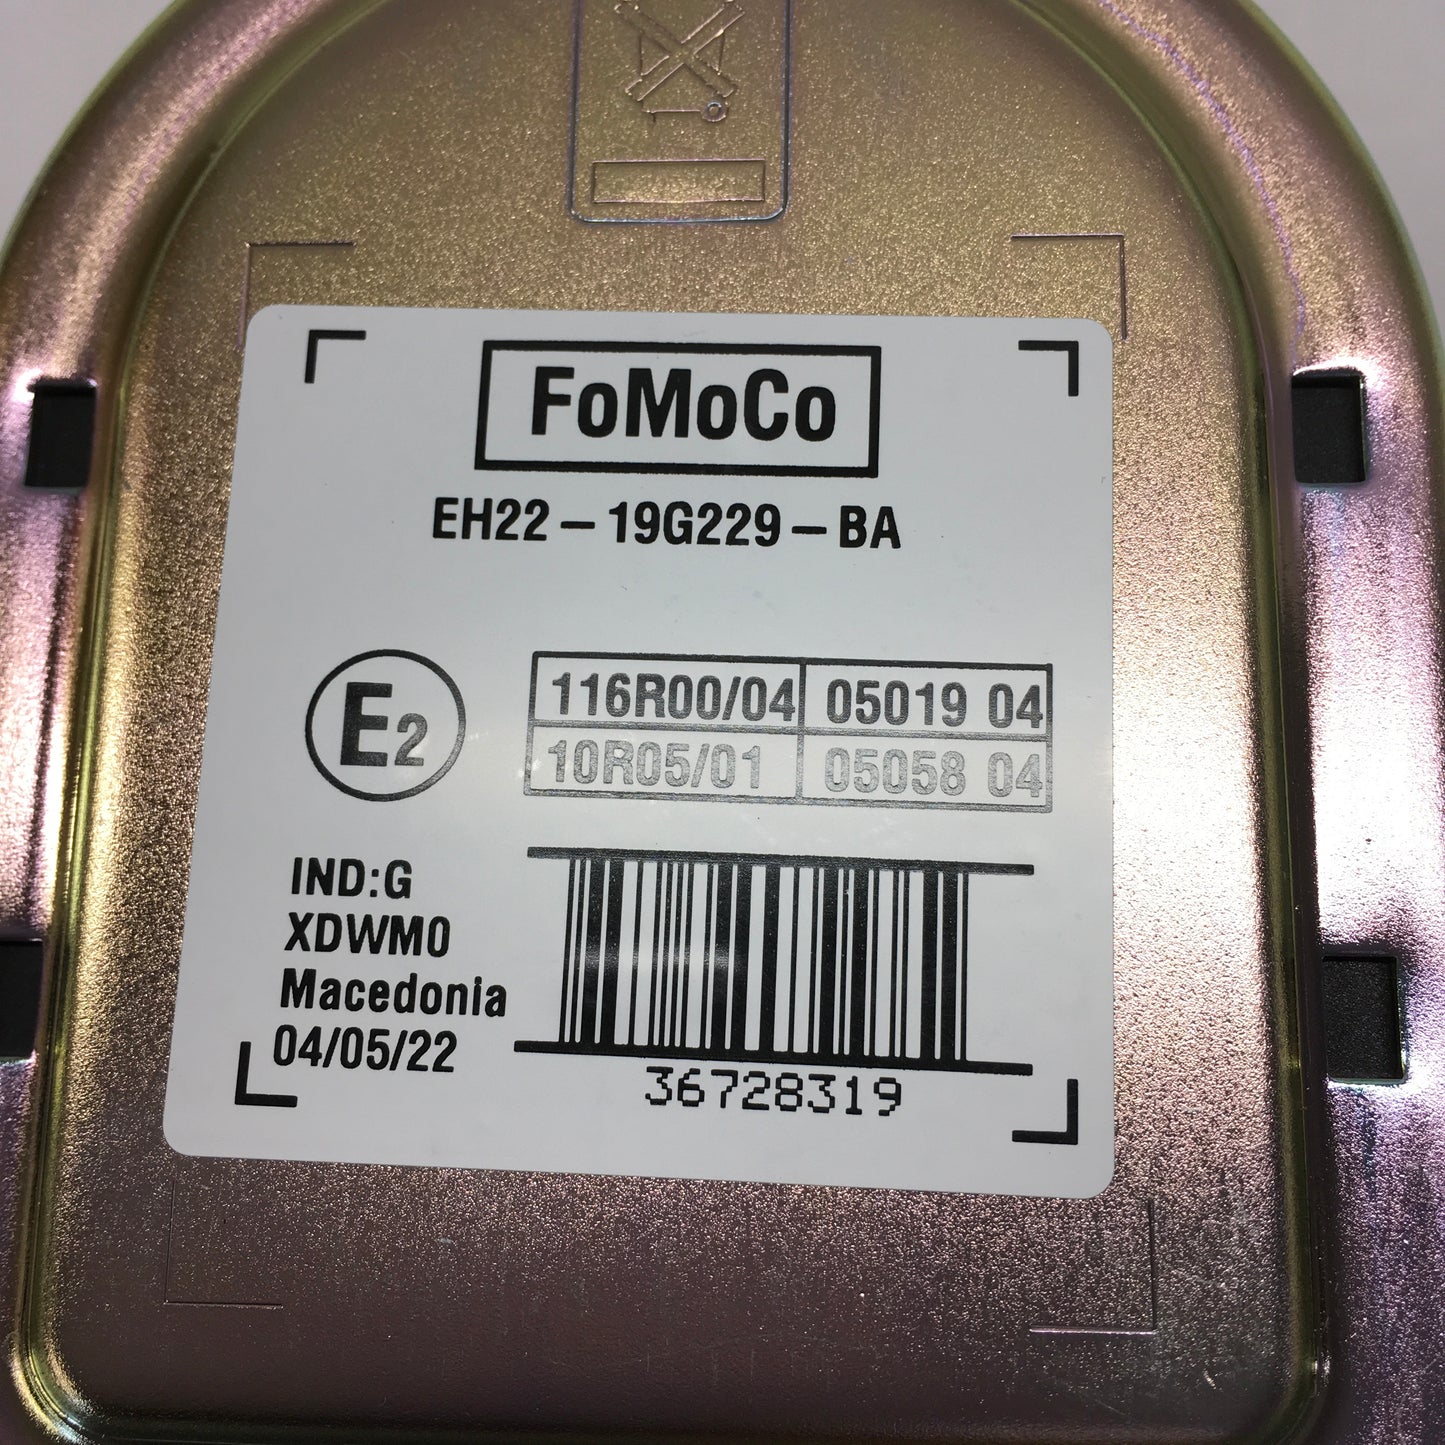 FoMoCo
EH22-19G229-BA
E2
116R00/04 05019 04
10R05/01 05058 04
IND:G
XDWM0
Macedonia
04/05/22
36728319